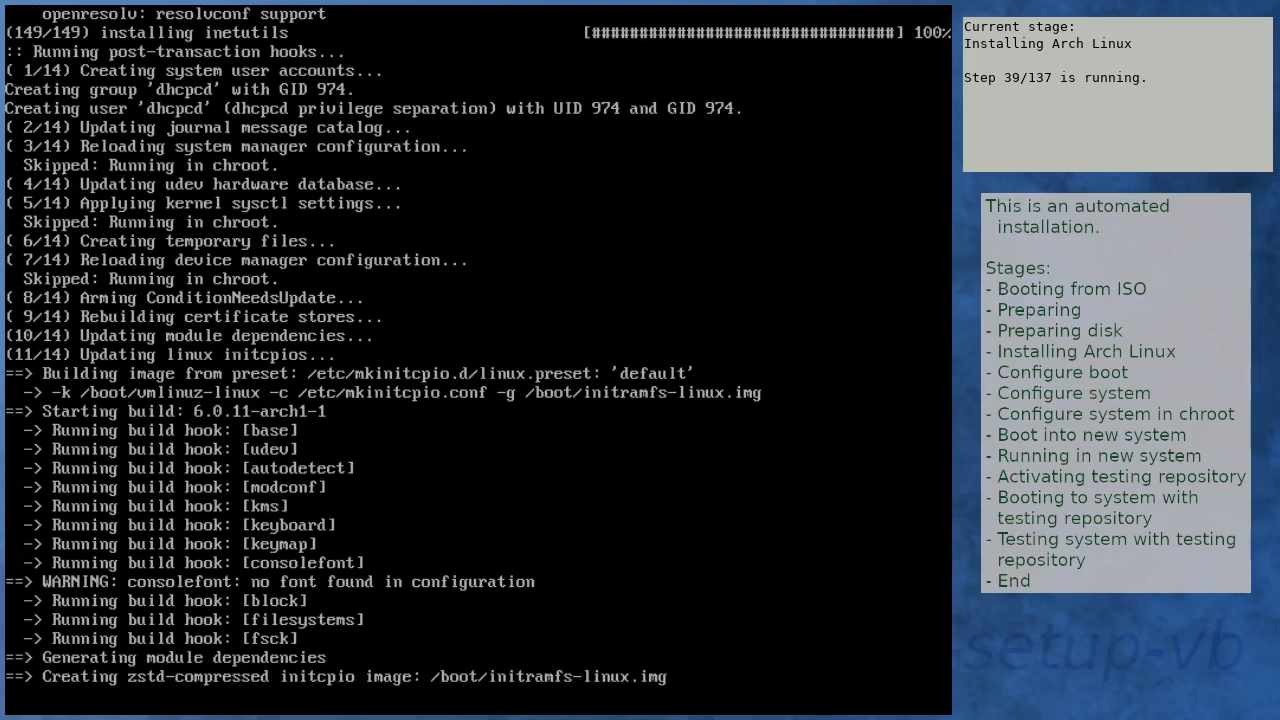 openresolv: resolvconf support
(149/149) installing inetutils [################################] 100%
:: Running post-transaction hooks...
( 1/14) Creating system user accounts...
Creating group 'dhcpcd' with GID 974.
Creating user 'dhcpcd' (dhcpcd privilege separation) with UID 974 and GID 974.
( 2/14) Updating journal message catalog...
( 3/14) Reloading system manager configuration...
Skipped: Running in chroot.
( 4/14) Updating udev hardware database...
( 5/14) Applying kernel sysctl settings...
Skipped: Running in chroot.
( 6/14) Creating temporary files...
( 7/14) Reloading device manager configuration...
Skipped: Running in chroot.
( 8/14) Arming ConditionNeedsUpdate...
( 9/14) Rebuilding certificate stores...
(10/14) Updating module dependencies...
(11/14) Updating linux initcpios...
==> Building image from preset: /etc/mkinitcpio.d/linux.preset: 'default'
-> -k /boot/vmlinuz-linux -c /etc/mkinitcpio.conf -g /boot/initramfs-linux.img
==> Starting build: 6.0.11-arch1-1
-> Running build hook: [base]
-> Running build hook: [udev]
-> Running build hook: [autodetect]
-> Running build hook: [modconf]
-> Running build hook: [kms]
-> Running build hook: [keyboard]
-> Running build hook: [keymap]
-> Running build hook: [consolefont]
==> WARNING: consolefont: no font found in configuration
-> Running build hook: [block]
-> Running build hook: [filesystems]
-> Running build hook: [fsck]
==> Generating module dependencies
==> Creating zstd-compressed initcpio image: /boot/initramfs-linux.img
Current stage:
Installing Arch Linux
Step 39/137 is running.
This is an automated
installation.
Stages:
- Booting from ISO
- Preparing
- Preparing disk
- Installing Arch Linux
- Configure boot
- Configure system
- Configure system in chroot
- Boot into new system
- Running in new system
- Activating testing repository
- Booting to system with
testing repository
- Testing system with testing
repository
- End
setup-vb